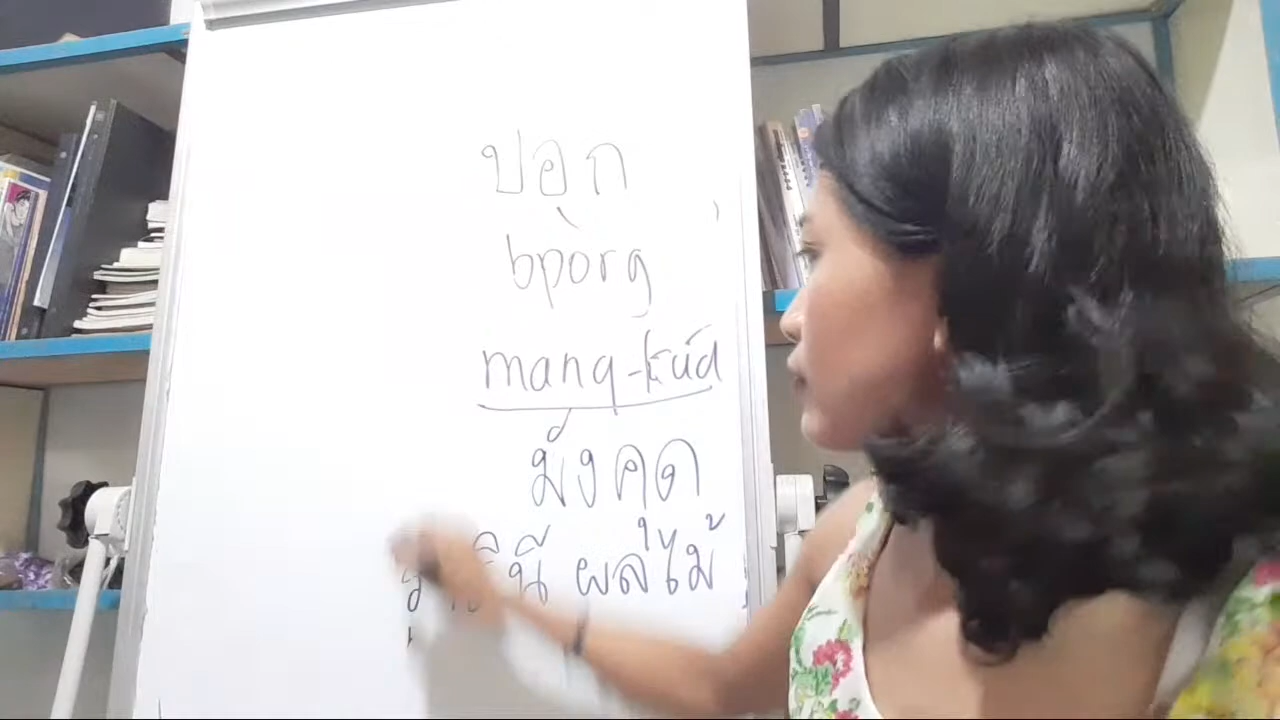 ปอก
bpòrg
mang-kúd
มังคุด
ผลไม้